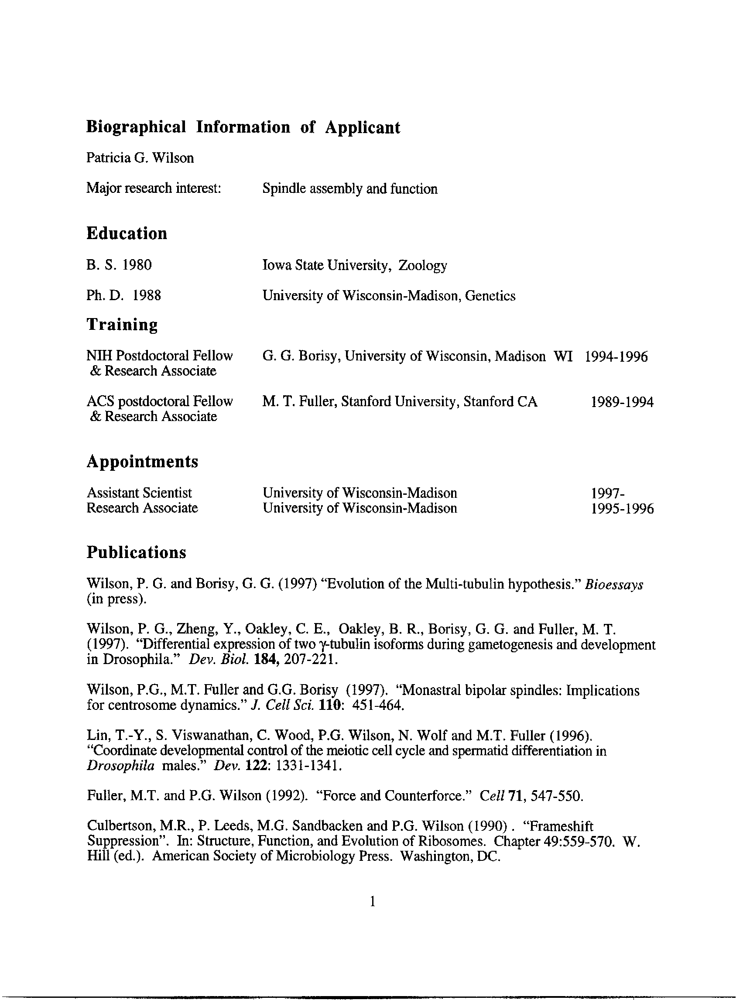 Biographical Information of Applicant
Patricia G. Wilson
Major research interest: Spindle assembly and function
Education
B. S. 1980 Iowa State University, Zoology
Ph. D. 1988 University of Wisconsin-Madison, Genetics
Training
NIH Postdoctoral Fellow G. G. Borisy, University of Wisconsin, Madison WI 1994-1996
& Research Associate
ACS postdoctoral Fellow M. T. Fuller, Stanford University, Stanford CA 1989-1994
& Research Associate
Appointments
Assistant Scientist University of Wisconsin-Madison 1997-
Research Associate University of Wisconsin-Madison 1995-1996
Publications
Wilson, P. G. and Borisy, G. G. (1997) “Evolution of the Multi-tubulin hypothesis.” Bioessays
(in press).
Wilson, P. G., Zheng, Y., Oakley, C. E., Oakley, B. R., Borisy, G. G. and Fuller, M. T.
(1997). “Differential expression of two γ-tubulin isoforms during gametogenesis and development
in Drosophila.” Dev. Biol. 184, 207-221.
Wilson, P.G., M.T. Fuller and G.G. Borisy (1997). “Monastral bipolar spindles: Implications
for centrosome dynamics.” J. Cell Sci. 110: 451-464.
Lin, T.-Y., S. Viswanathan, C. Wood, P.G. Wilson, N. Wolf and M.T. Fuller (1996).
“Coordinate developmental control of the meiotic cell cycle and spermatid differentiation in
Drosophila males.” Dev. 122: 1331-1341.
Fuller, M.T. and P.G. Wilson (1992). “Force and Counterforce.” Cell 71, 547-550.
Culbertson, M.R., P. Leeds, M.G. Sandbacken and P.G. Wilson (1990) . “Frameshift
Suppression”. In: Structure, Function, and Evolution of Ribosomes. Chapter 49:559-570. W.
Hill (ed.). American Society of Microbiology Press. Washington, DC.
1